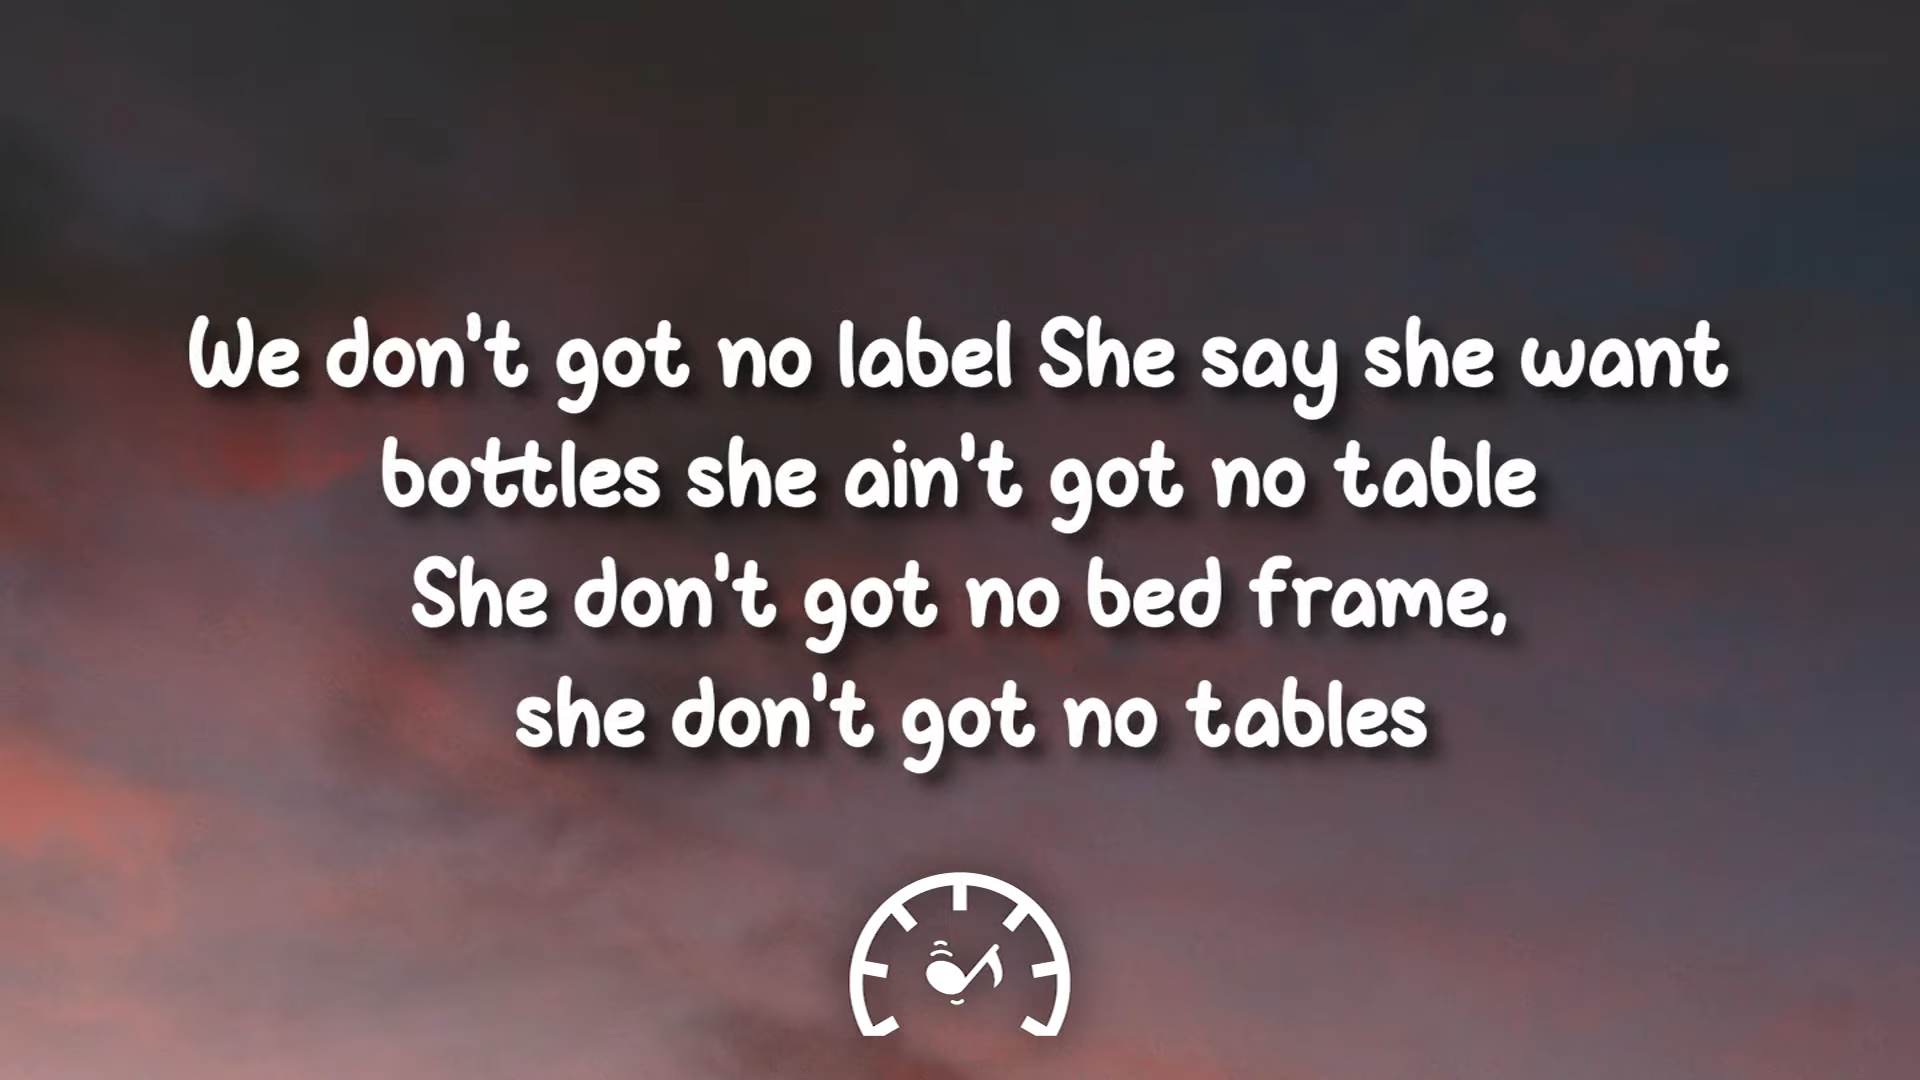 We don't got no label She say she want
bottles she ain't got no table
She don't got no bed frame,
she don't got no tables